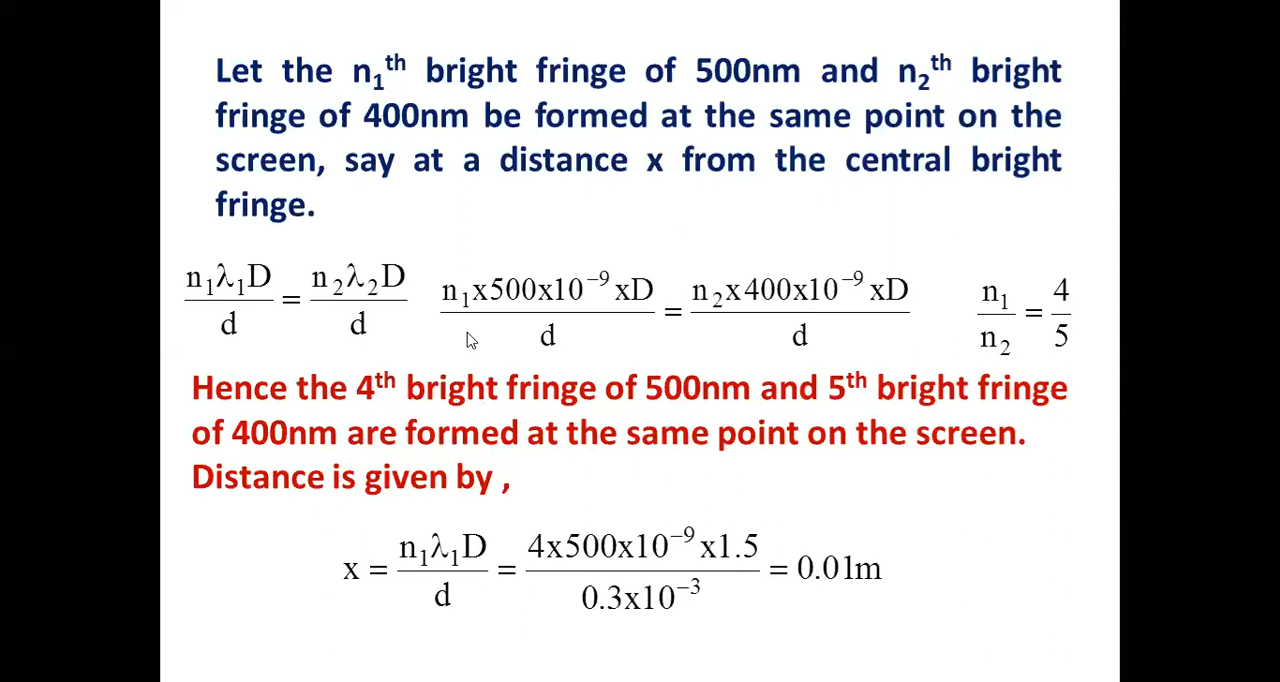 Let the n₁ᵗʰ bright fringe of 500nm and n₂ᵗʰ bright
fringe of 400nm be formed at the same point on the
screen, say at a distance x from the central bright
fringe.
n₁λ₁D/d = n₂λ₂D/d   n₁x500x10⁻⁹xD/d = n₂x400x10⁻⁹xD/d   n₁/n₂ = 4/5
Hence the 4ᵗʰ bright fringe of 500nm and 5ᵗʰ bright fringe
of 400nm are formed at the same point on the screen.
Distance is given by ,
x = n₁λ₁D/d = 4x500x10⁻⁹x1.5/0.3x10⁻³ = 0.01m